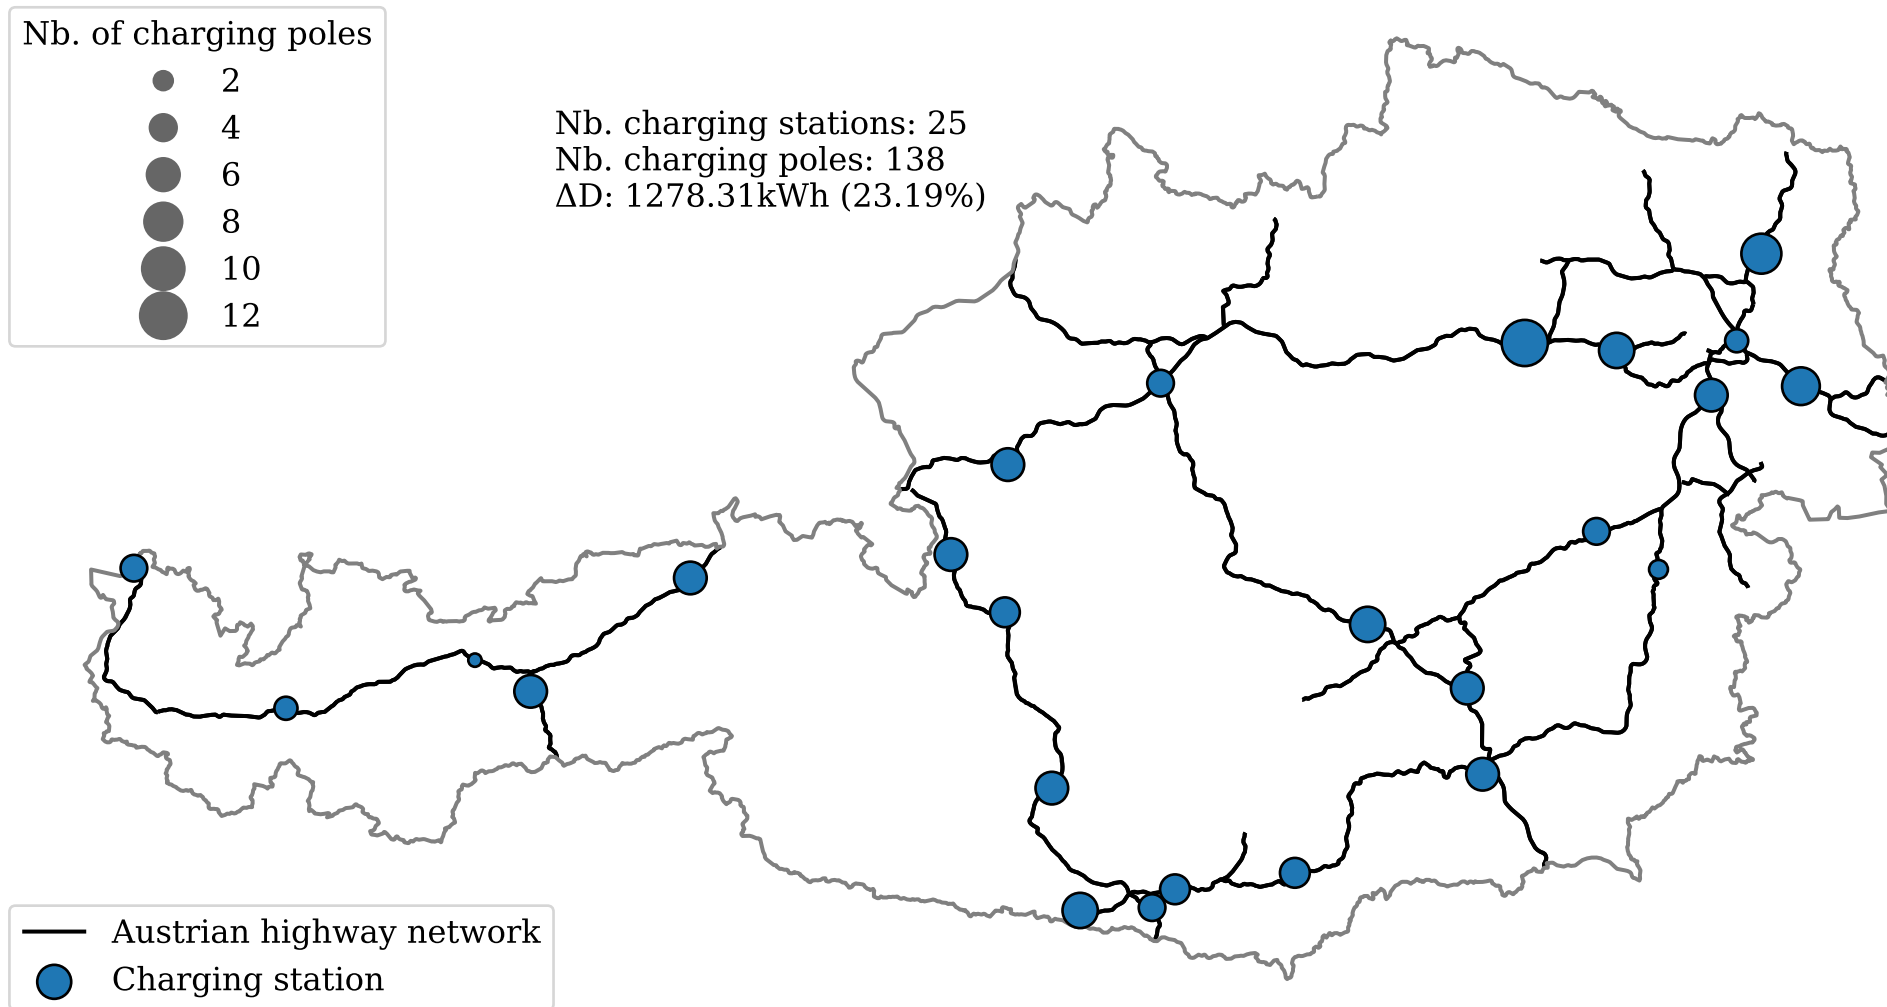 Nb. of charging poles
2
4
6
8
10
12
Nb. charging stations: 25
Nb. charging poles: 138
ΔD: 1278.31kWh (23.19%)
Austrian highway network
Charging station